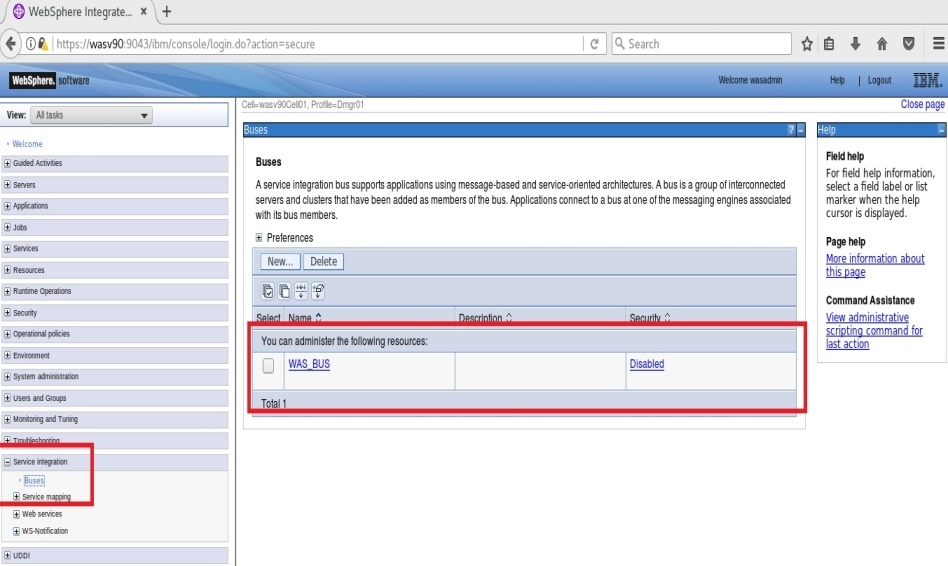 WebSphere Integrate...
https://wasv90:9043/ibm/console/login.do?action=secure
Search
WebSphere. software
Welcome wasadmin
Help | Logout
IBM.
View: All tasks
Welcome
Guided Activities
Servers
Applications
Jobs
Services
Resources
Runtime Operations
Security
Operational policies
Environment
System administration
Users and Groups
Monitoring and Tuning
Troubleshooting
Service integration
Buses
Service mapping
Web services
WS-Notification
UDDI
Cell=wasv90Cell01, Profile=Dmgr01
Close page
Buses
? -
Buses
A service integration bus supports applications using message-based and service-oriented architectures. A bus is a group of interconnected
servers and clusters that have been added as members of the bus. Applications connect to a bus at one of the messaging engines associated
with its bus members.
Preferences
New... Delete
Select Name Description Security
You can administer the following resources:
WAS_BUS Disabled
Total 1
Help
Field help
For field help information,
select a field label or list
marker when the help
cursor is displayed.
Page help
More information about
this page
Command Assistance
View administrative
scripting command for
last action